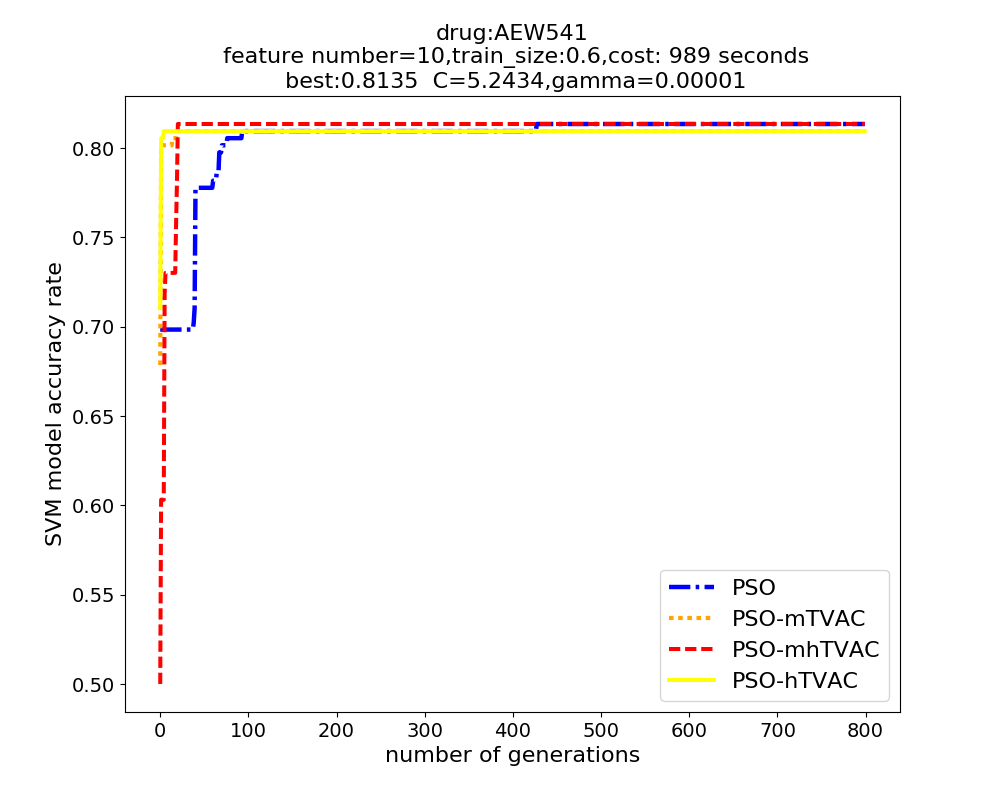 drug:AEW541
feature number=10,train_size:0.6,cost: 989 seconds
best:0.8135  C=5.2434,gamma=0.00001
SVM model accuracy rate
0.80
0.75
0.70
0.65
0.60
0.55
0.50
PSO
PSO-mTVAC
PSO-mhTVAC
PSO-hTVAC
0 100 200 300 400 500 600 700 800
number of generations